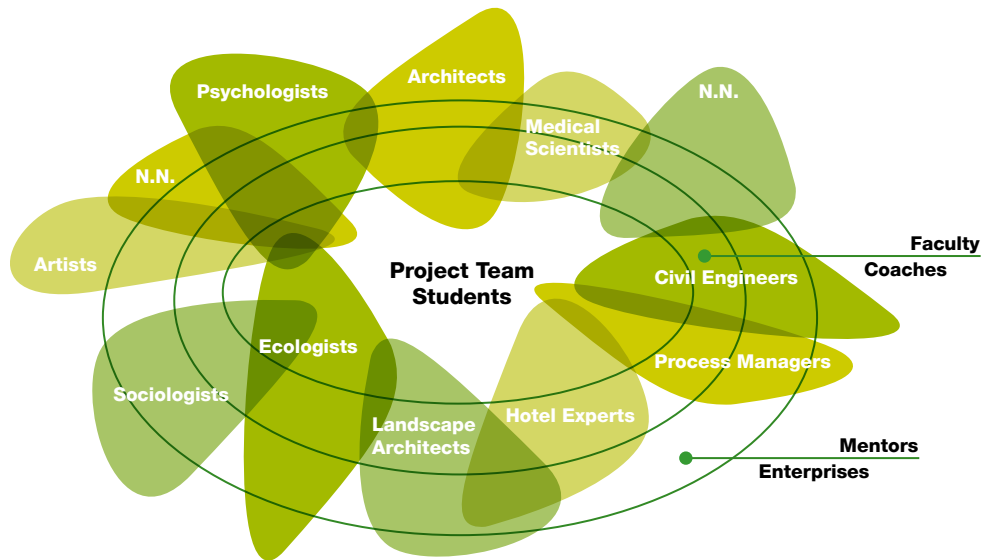 Architects
Psychologists
N.N.
Medical
Scientists
N.N.
Artists
Faculty
Coaches
Project Team
Students
Civil Engineers
Ecologists
Process Managers
Sociologists
Hotel Experts
Landscape
Architects
Mentors
Enterprises